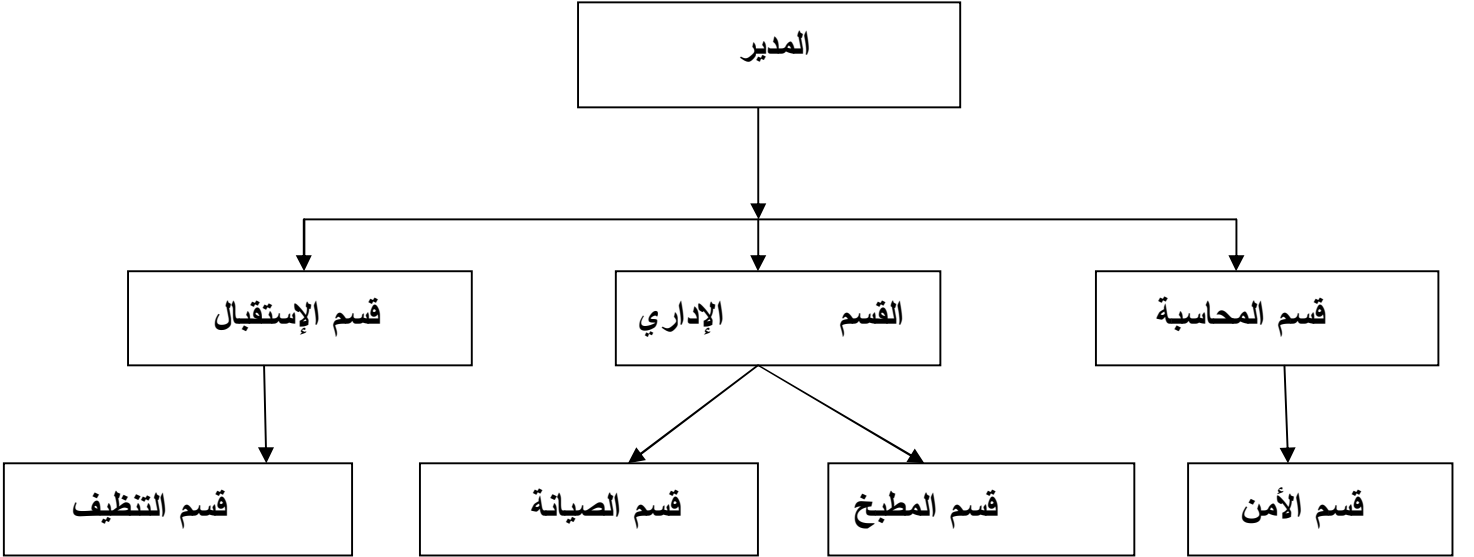 المدير
قسم المحاسبة
القسم الإداري
قسم الإستقبال
قسم الأمن
قسم المطبخ
قسم الصيانة
قسم التنظيف